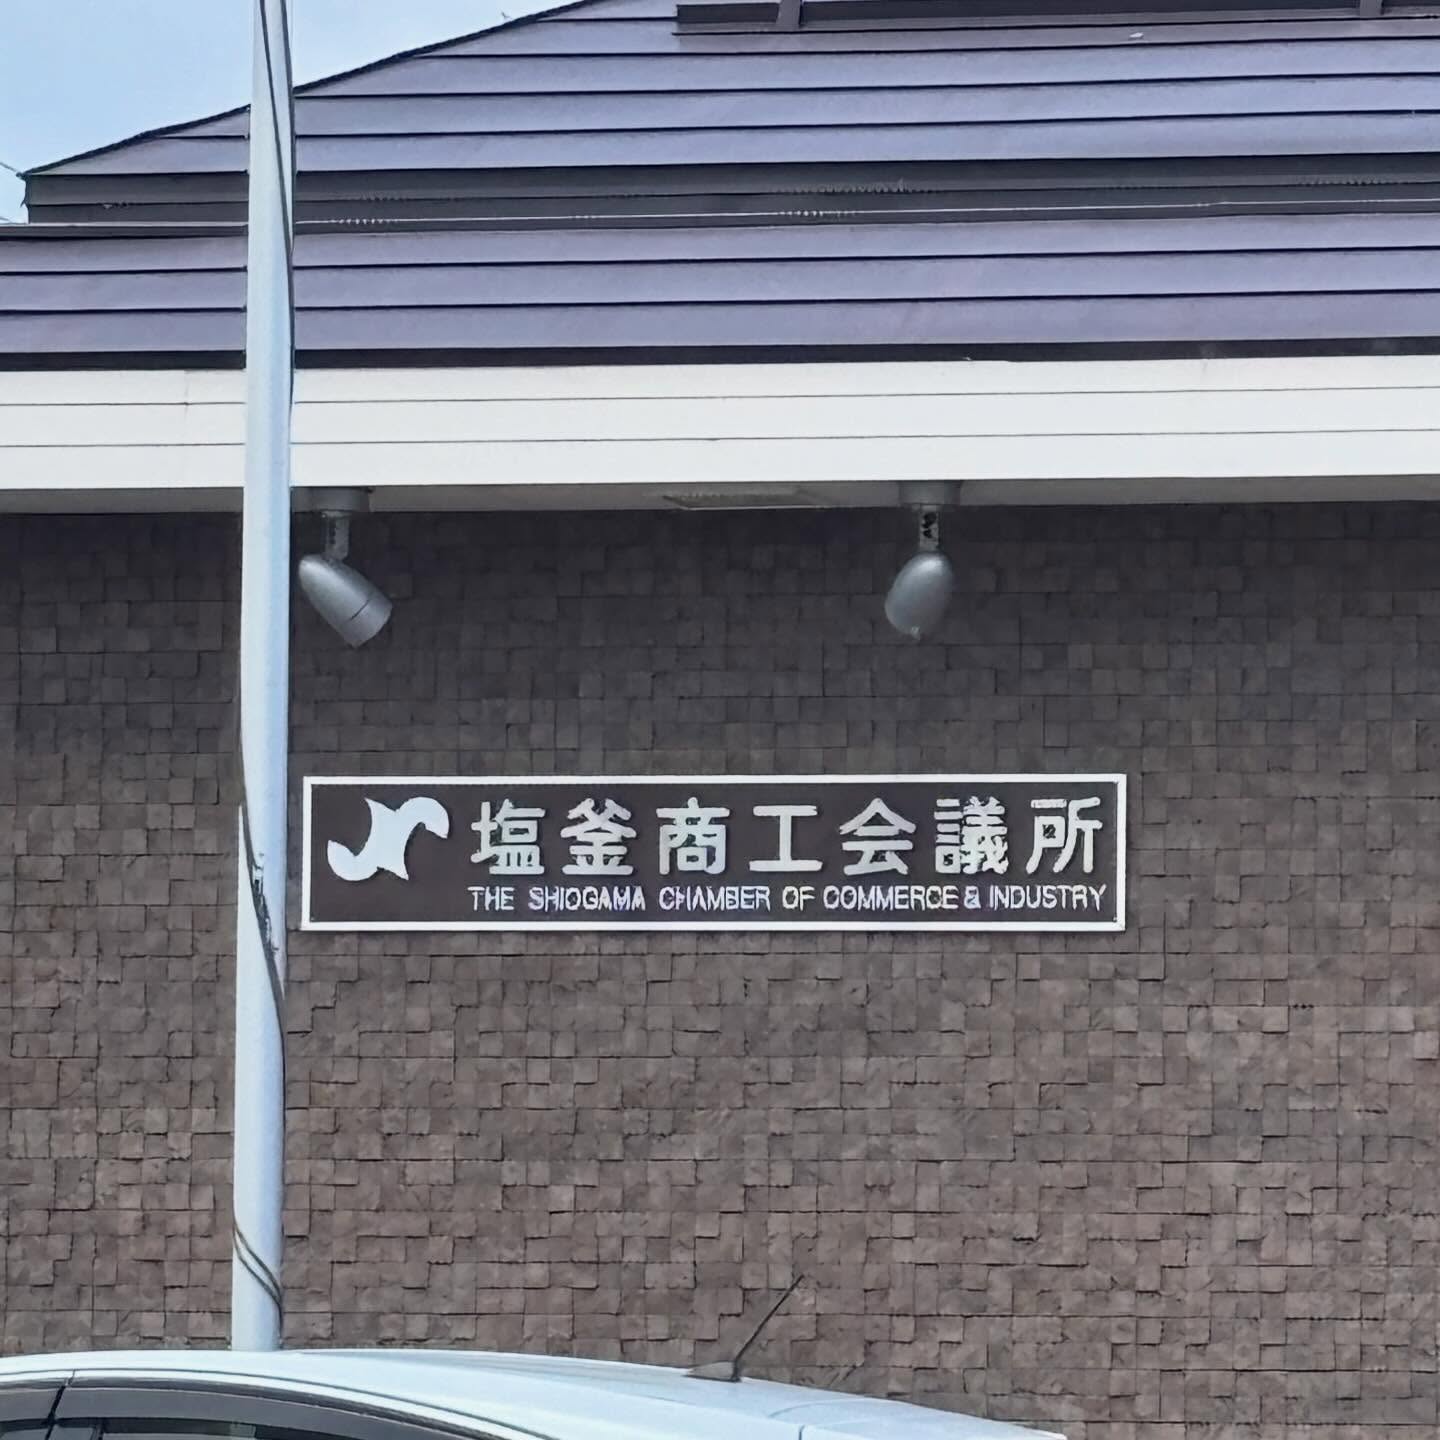 塩釜商工会議所
THE SHIOGAMA CHAMBER OF COMMERCE & INDUSTRY